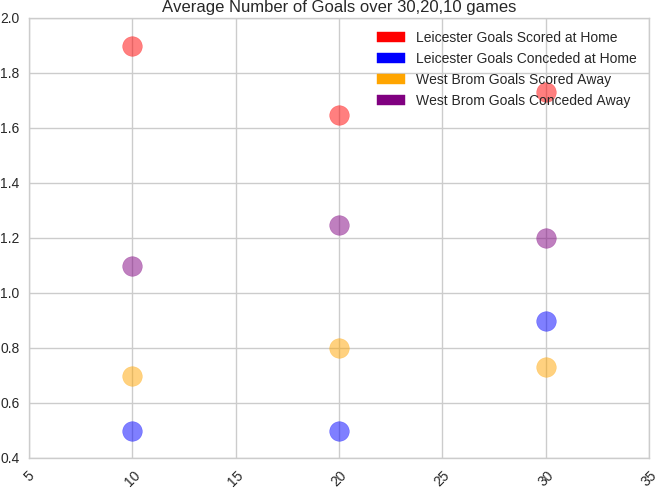 Average Number of Goals over 30,20,10 games
2.0
1.8
1.6
1.4
1.2
1.0
0.8
0.6
0.4
Leicester Goals Scored at Home
Leicester Goals Conceded at Home
West Brom Goals Scored Away
West Brom Goals Conceded Away
5 10 15 20 25 30 35